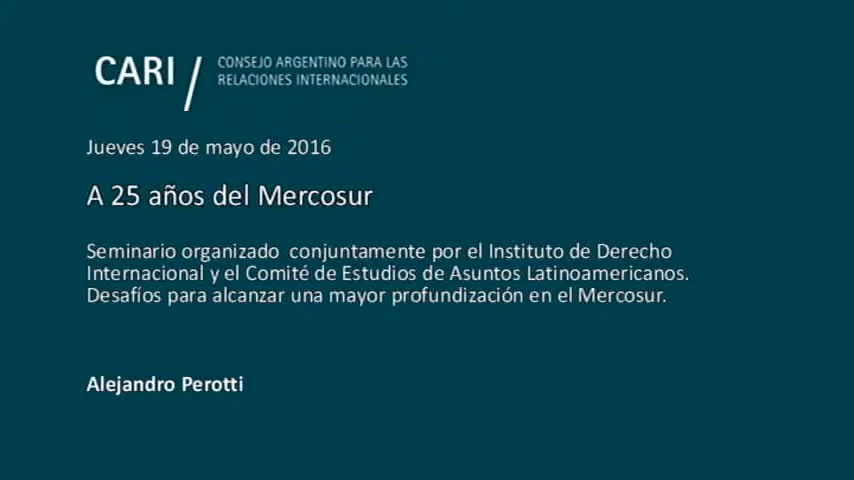 CARI / CONSEJO ARGENTINO PARA LAS
RELACIONES INTERNACIONALES
Jueves 19 de mayo de 2016
A 25 años del Mercosur
Seminario organizado conjuntamente por el Instituto de Derecho
Internacional y el Comité de Estudios de Asuntos Latinoamericanos.
Desafíos para alcanzar una mayor profundización en el Mercosur.
Alejandro Perotti